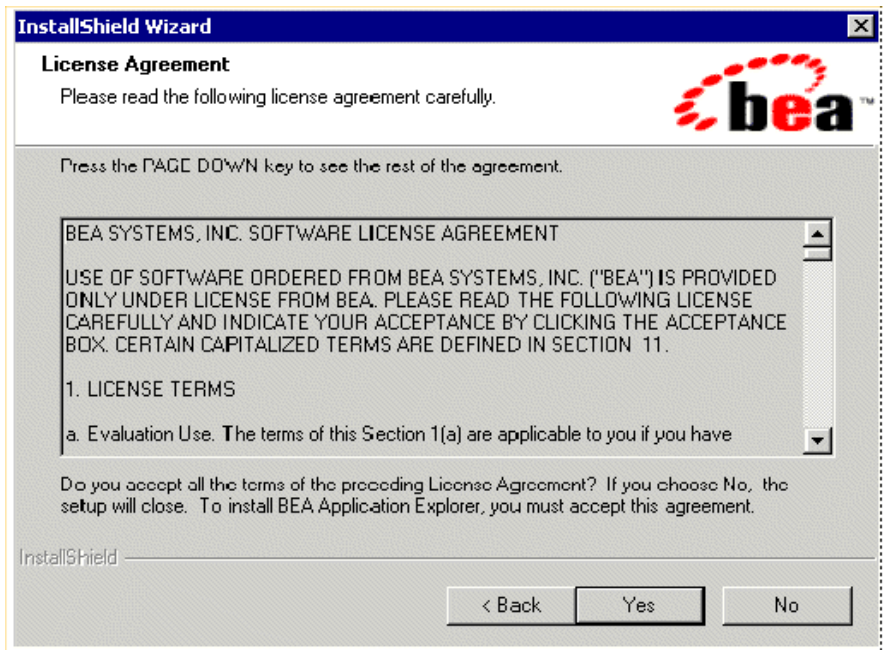 InstallShield Wizard
License Agreement
Please read the following license agreement carefully.
bea™
Press the PAGE DOWN key to see the rest of the agreement.
BEA SYSTEMS, INC. SOFTWARE LICENSE AGREEMENT
USE OF SOFTWARE ORDERED FROM BEA SYSTEMS, INC. ("BEA") IS PROVIDED
ONLY UNDER LICENSE FROM BEA. PLEASE READ THE FOLLOWING LICENSE
CAREFULLY AND INDICATE YOUR ACCEPTANCE BY CLICKING THE ACCEPTANCE
BOX. CERTAIN CAPITALIZED TERMS ARE DEFINED IN SECTION 11.
1. LICENSE TERMS
a. Evaluation Use. The terms of this Section 1(a) are applicable to you if you have
Do you accept all the terms of the preceding License Agreement? If you choose No, the
setup will close. To install BEA Application Explorer, you must accept this agreement.
InstallShield
< Back Yes No